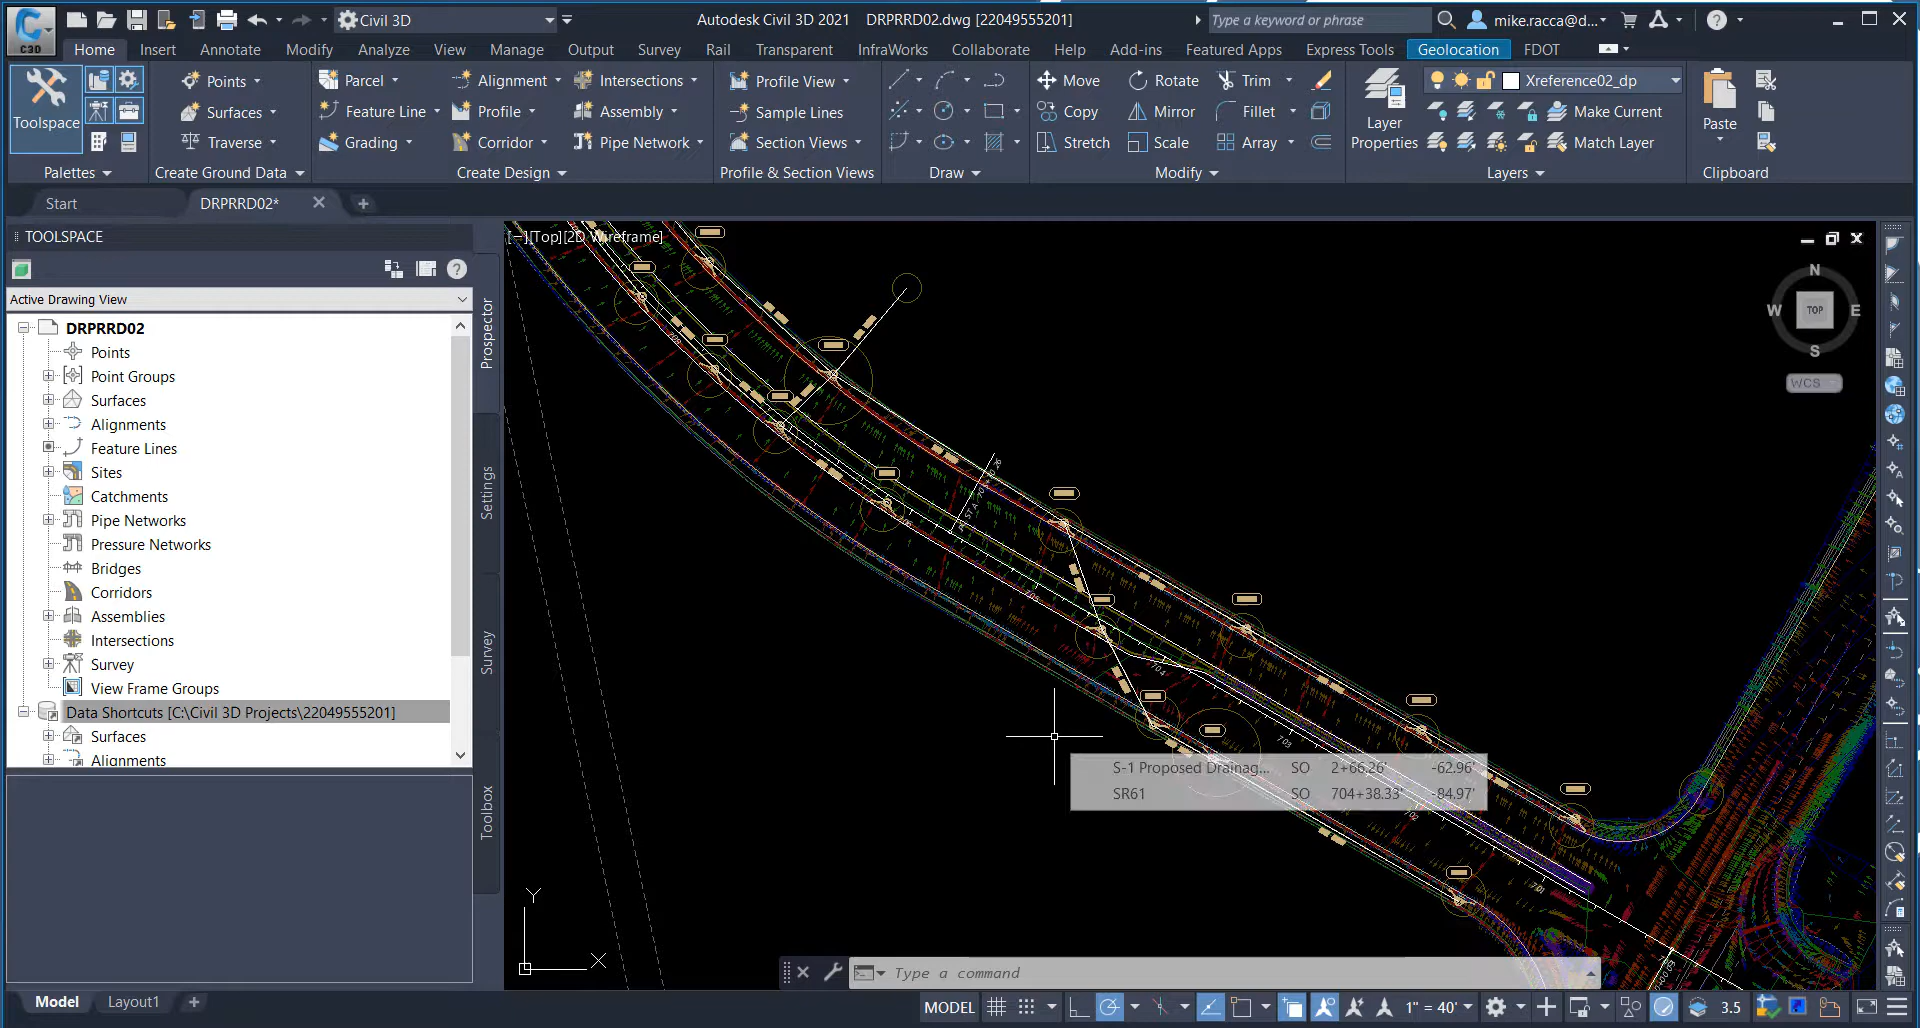 Civil 3D
Autodesk Civil 3D 2021 DRPRRD02.dwg [22049555201]
Type a keyword or phrase
mike.racca@d...
C3D
Home Insert Annotate Modify Analyze View Manage Output Survey Rail Transparent InfraWorks Collaborate Help Add-ins Featured Apps Express Tools Geolocation FDOT
Toolspace
Points
Surfaces
Traverse
Parcel
Feature Line
Grading
Alignment
Profile
Corridor
Intersections
Assembly
Pipe Network
Profile View
Sample Lines
Section Views
Move
Copy
Stretch
Rotate
Mirror
Scale
Trim
Fillet
Array
Layer
Properties
Xreference02_dp
Make Current
Match Layer
Paste
Palettes
Create Ground Data
Create Design
Profile & Section Views
Draw
Modify
Layers
Clipboard
Start
DRPRRD02*
TOOLSPACE
Active Drawing View
DRPRRD02
Points
Point Groups
Surfaces
Alignments
Feature Lines
Sites
Catchments
Pipe Networks
Pressure Networks
Bridges
Corridors
Assemblies
Intersections
Survey
View Frame Groups
Data Shortcuts [C:\Civil 3D Projects\22049555201]
Surfaces
Alignments
Prospector
Settings
Survey
Toolbox
[−][Top][2D Wireframe]
N
W TOP E
S
WCS
704
703
702
701
S-1 Proposed Drainag... SO 2+66.26' -62.96'
SR61 SO 704+38.33' -84.97'
Y
X
Type a command
Model Layout1
MODEL
1" = 40'
3.5